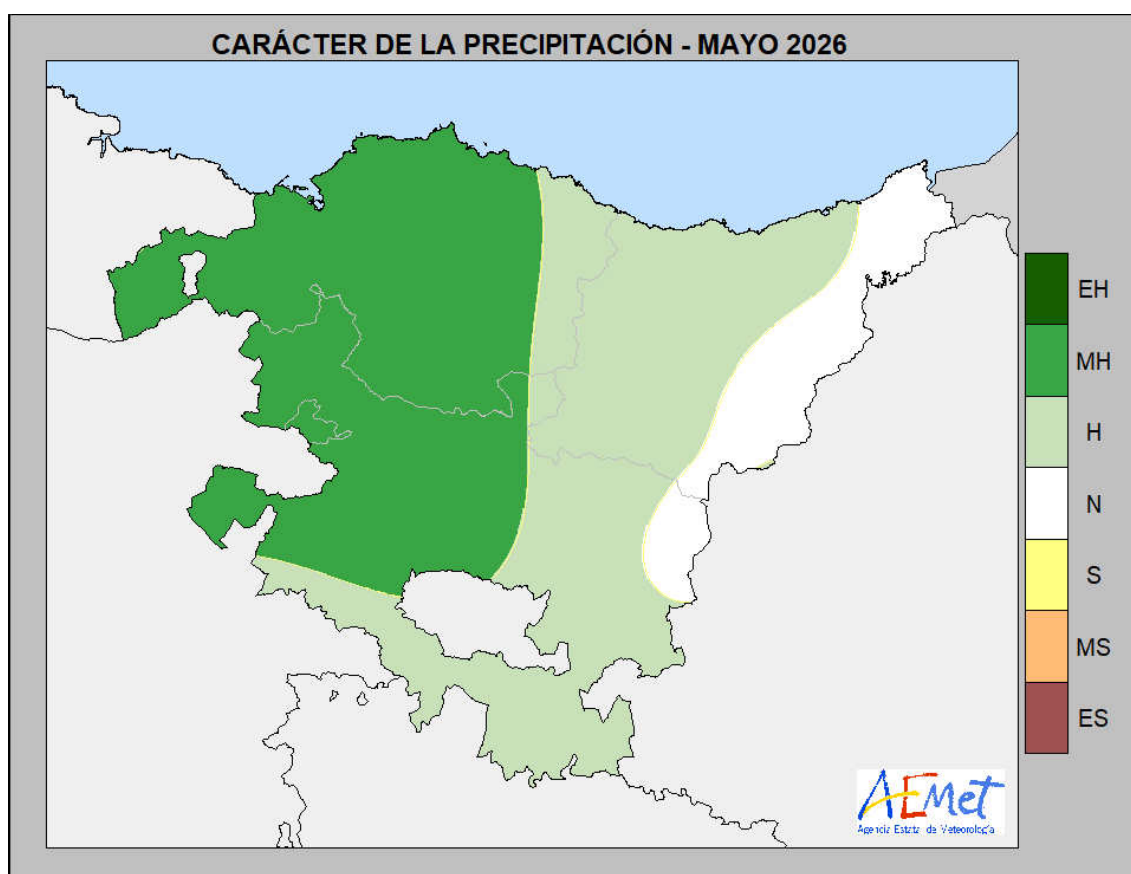 CARÁCTER DE LA PRECIPITACIÓN - MAYO 2026
EH
MH
H
N
S
MS
ES
AEMet
Agencia Estatal de Meteorología